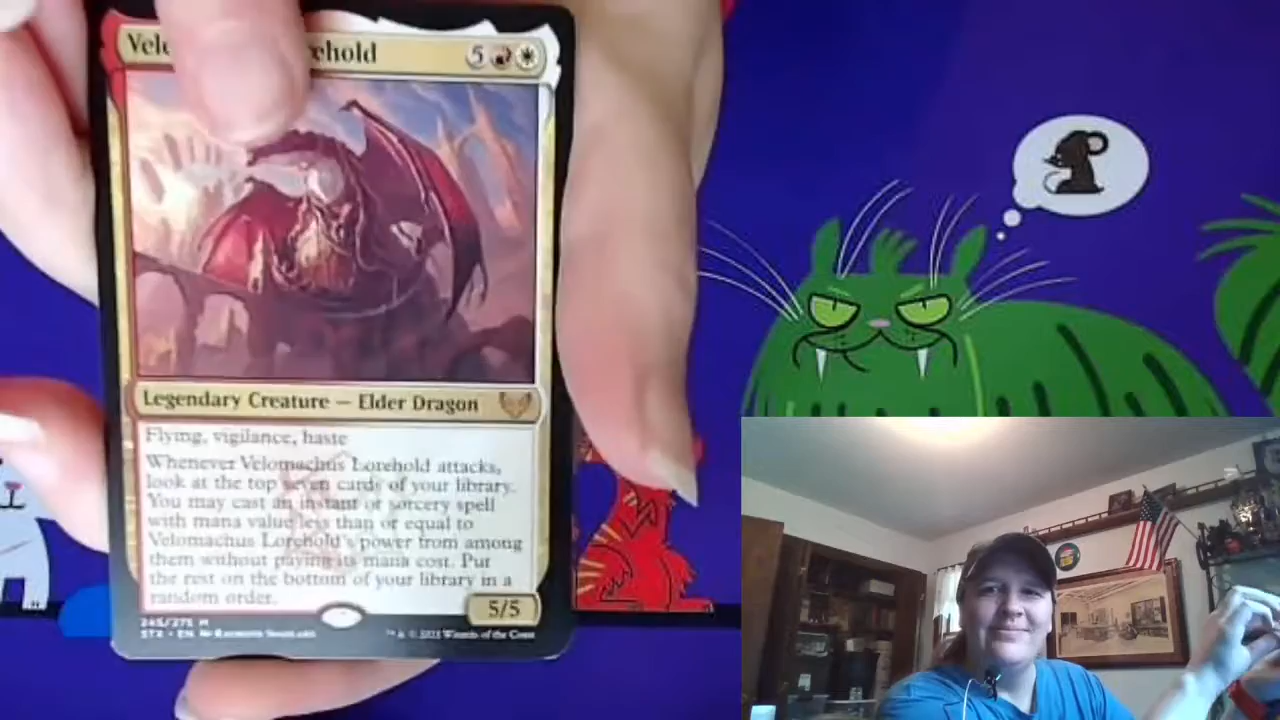 Vel rehold 5
Legendary Creature — Elder Dragon
Flying, vigilance, haste
Whenever Velomachus Lorehold attacks,
look at the top seven cards of your library.
You may cast an instant or sorcery spell
with mana value less than or equal to
Velomachus Lorehold's power from among
them without paying its mana cost. Put
the rest on the bottom of your library in a
random order.
5/5
245/275 M
STX • EN
™ & © 2021 Wizards of the Coast